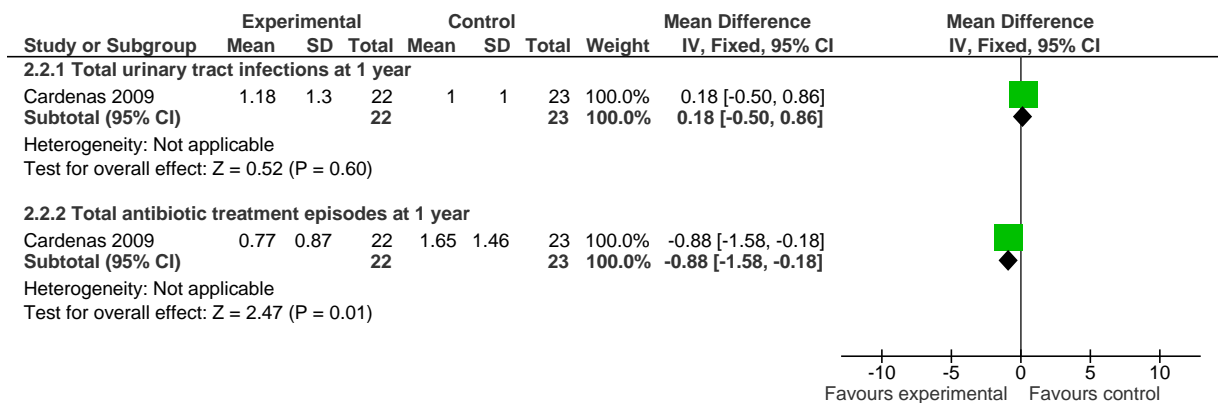 Experimental Control Mean Difference Mean Difference
Study or Subgroup Mean SD Total Mean SD Total Weight IV, Fixed, 95% CI IV, Fixed, 95% CI
2.2.1 Total urinary tract infections at 1 year
Cardenas 2009 1.18 1.3 22 1 1 23 100.0% 0.18 [-0.50, 0.86]
Subtotal (95% CI) 22 23 100.0% 0.18 [-0.50, 0.86]
Heterogeneity: Not applicable
Test for overall effect: Z = 0.52 (P = 0.60)
2.2.2 Total antibiotic treatment episodes at 1 year
Cardenas 2009 0.77 0.87 22 1.65 1.46 23 100.0% -0.88 [-1.58, -0.18]
Subtotal (95% CI) 22 23 100.0% -0.88 [-1.58, -0.18]
Heterogeneity: Not applicable
Test for overall effect: Z = 2.47 (P = 0.01)
-10 -5 0 5 10
Favours experimental Favours control